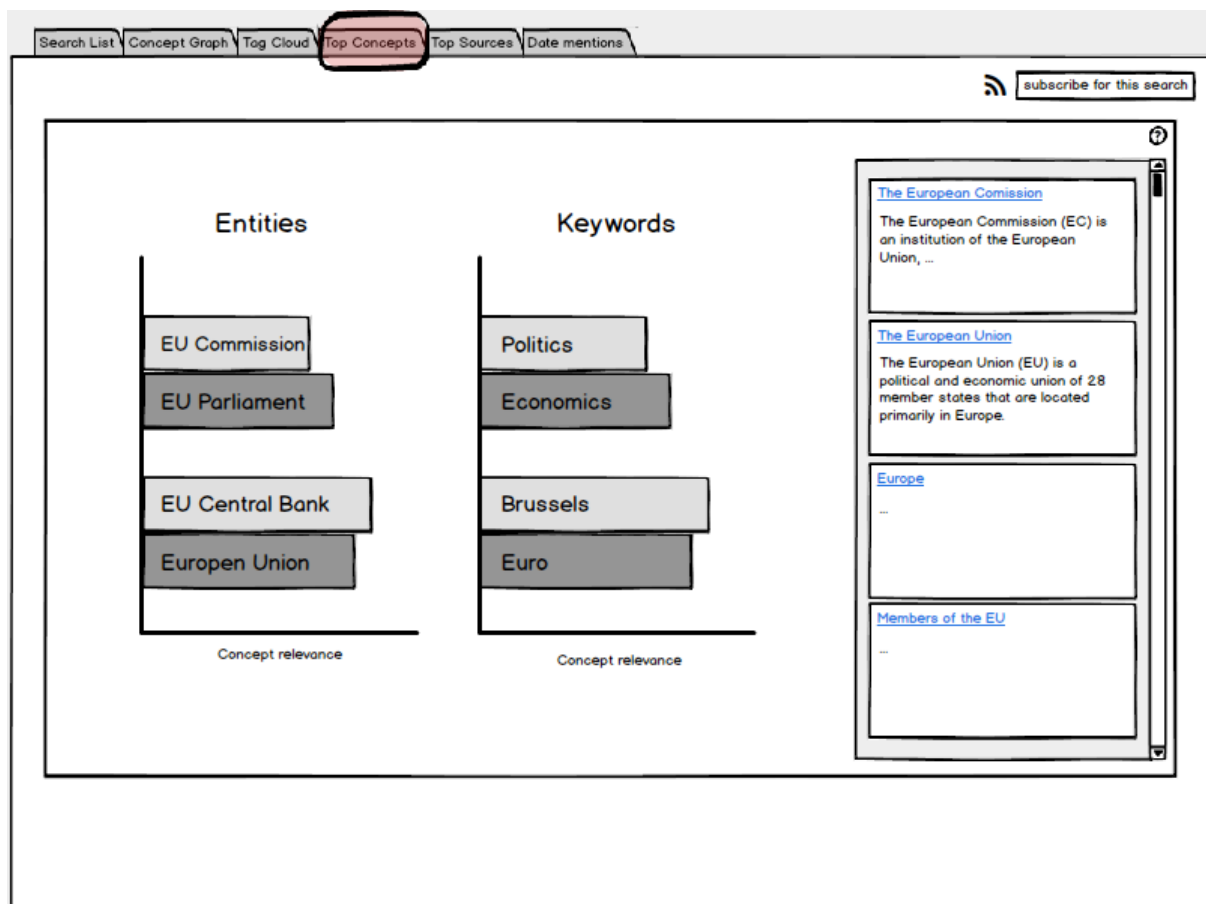 Search List
Concept Graph
Tag Cloud
Top Concepts
Top Sources
Date mentions
subscribe for this search
?
Entities
EU Commission
EU Parliament
EU Central Bank
Europen Union
Concept relevance
Keywords
Politics
Economics
Brussels
Euro
Concept relevance
The European Comission
The European Commission (EC) is
an institution of the European
Union, ...
The European Union
The European Union (EU) is a
political and economic union of 28
member states that are located
primarily in Europe.
Europe
...
Members of the EU
...